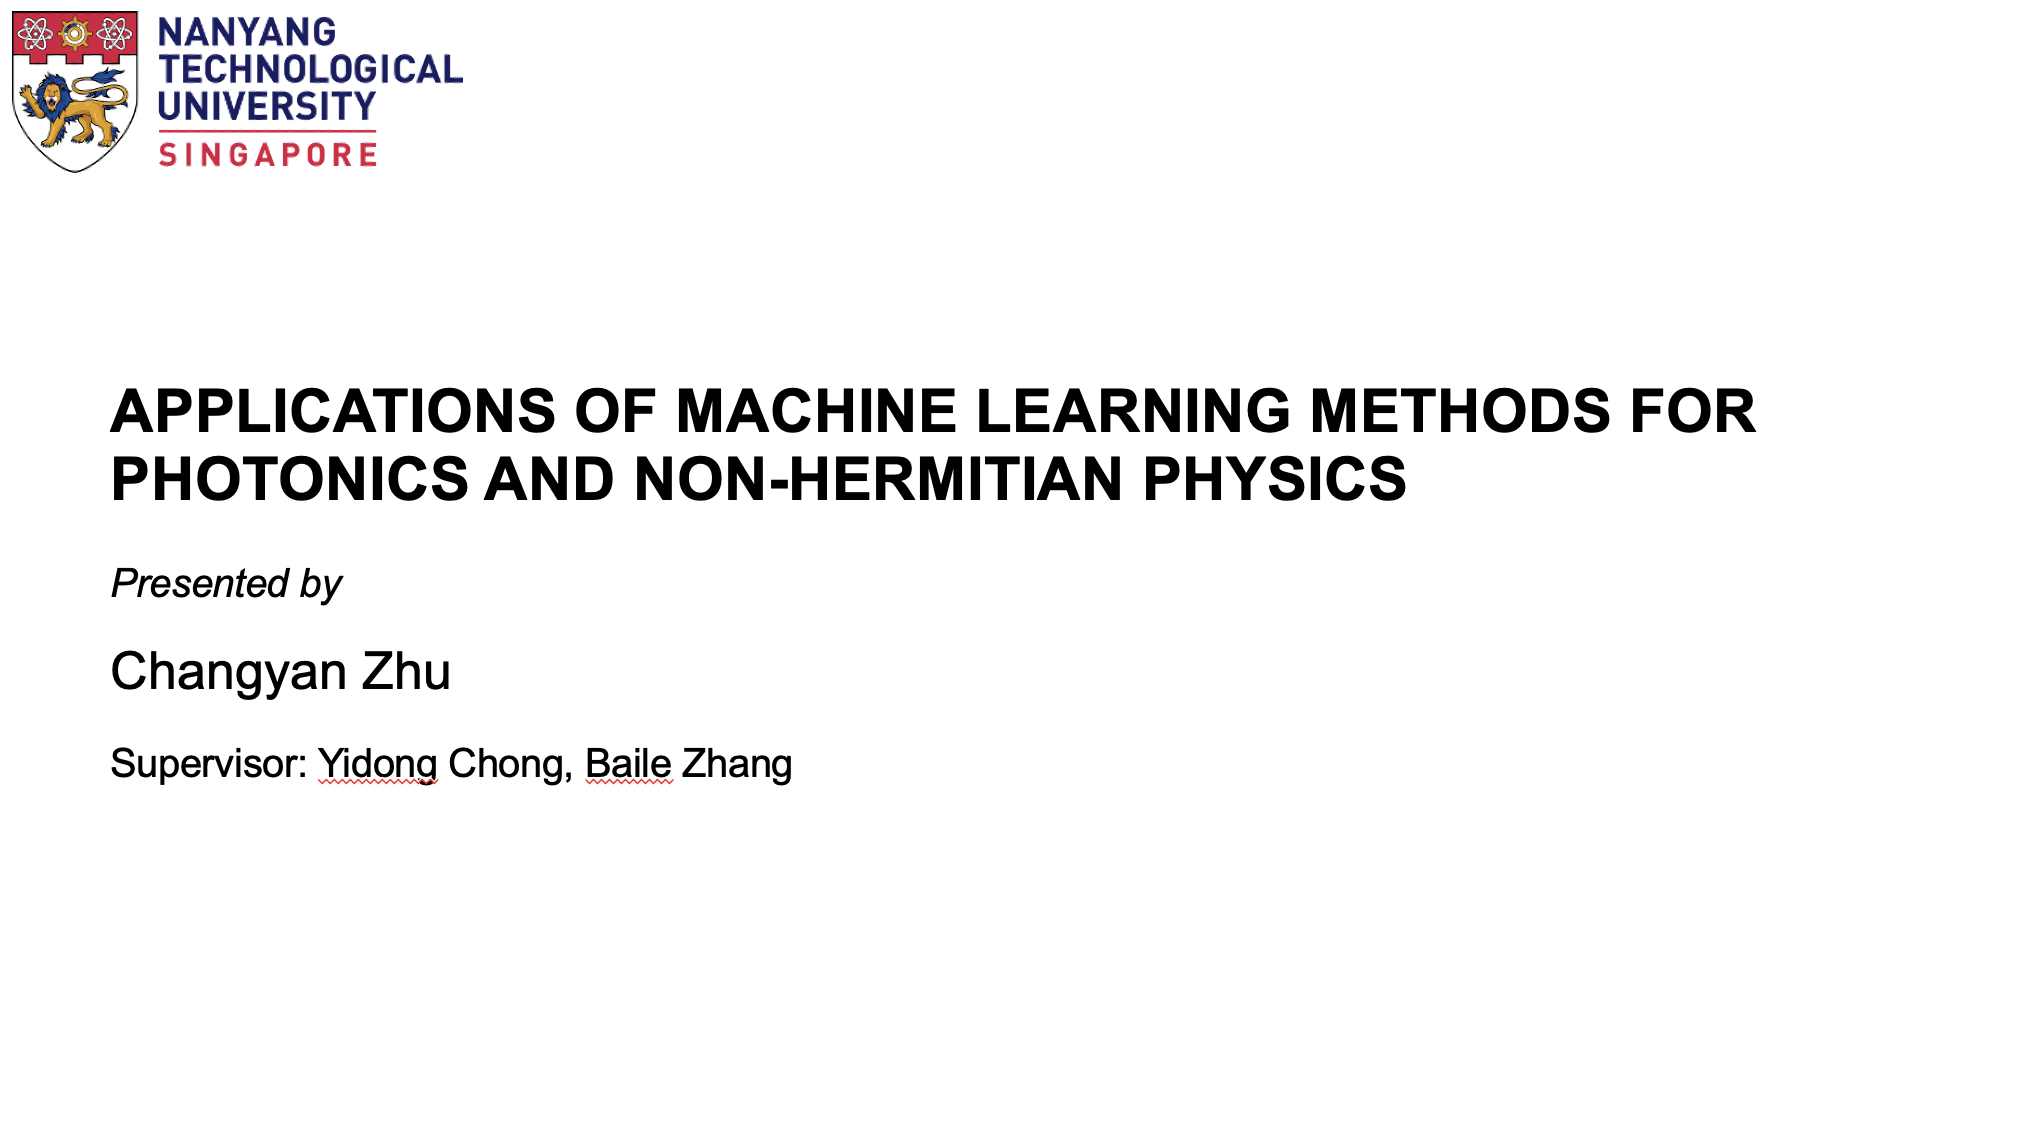 NANYANG
TECHNOLOGICAL
UNIVERSITY
SINGAPORE
APPLICATIONS OF MACHINE LEARNING METHODS FOR
PHOTONICS AND NON-HERMITIAN PHYSICS
Presented by
Changyan Zhu
Supervisor: Yidong Chong, Baile Zhang